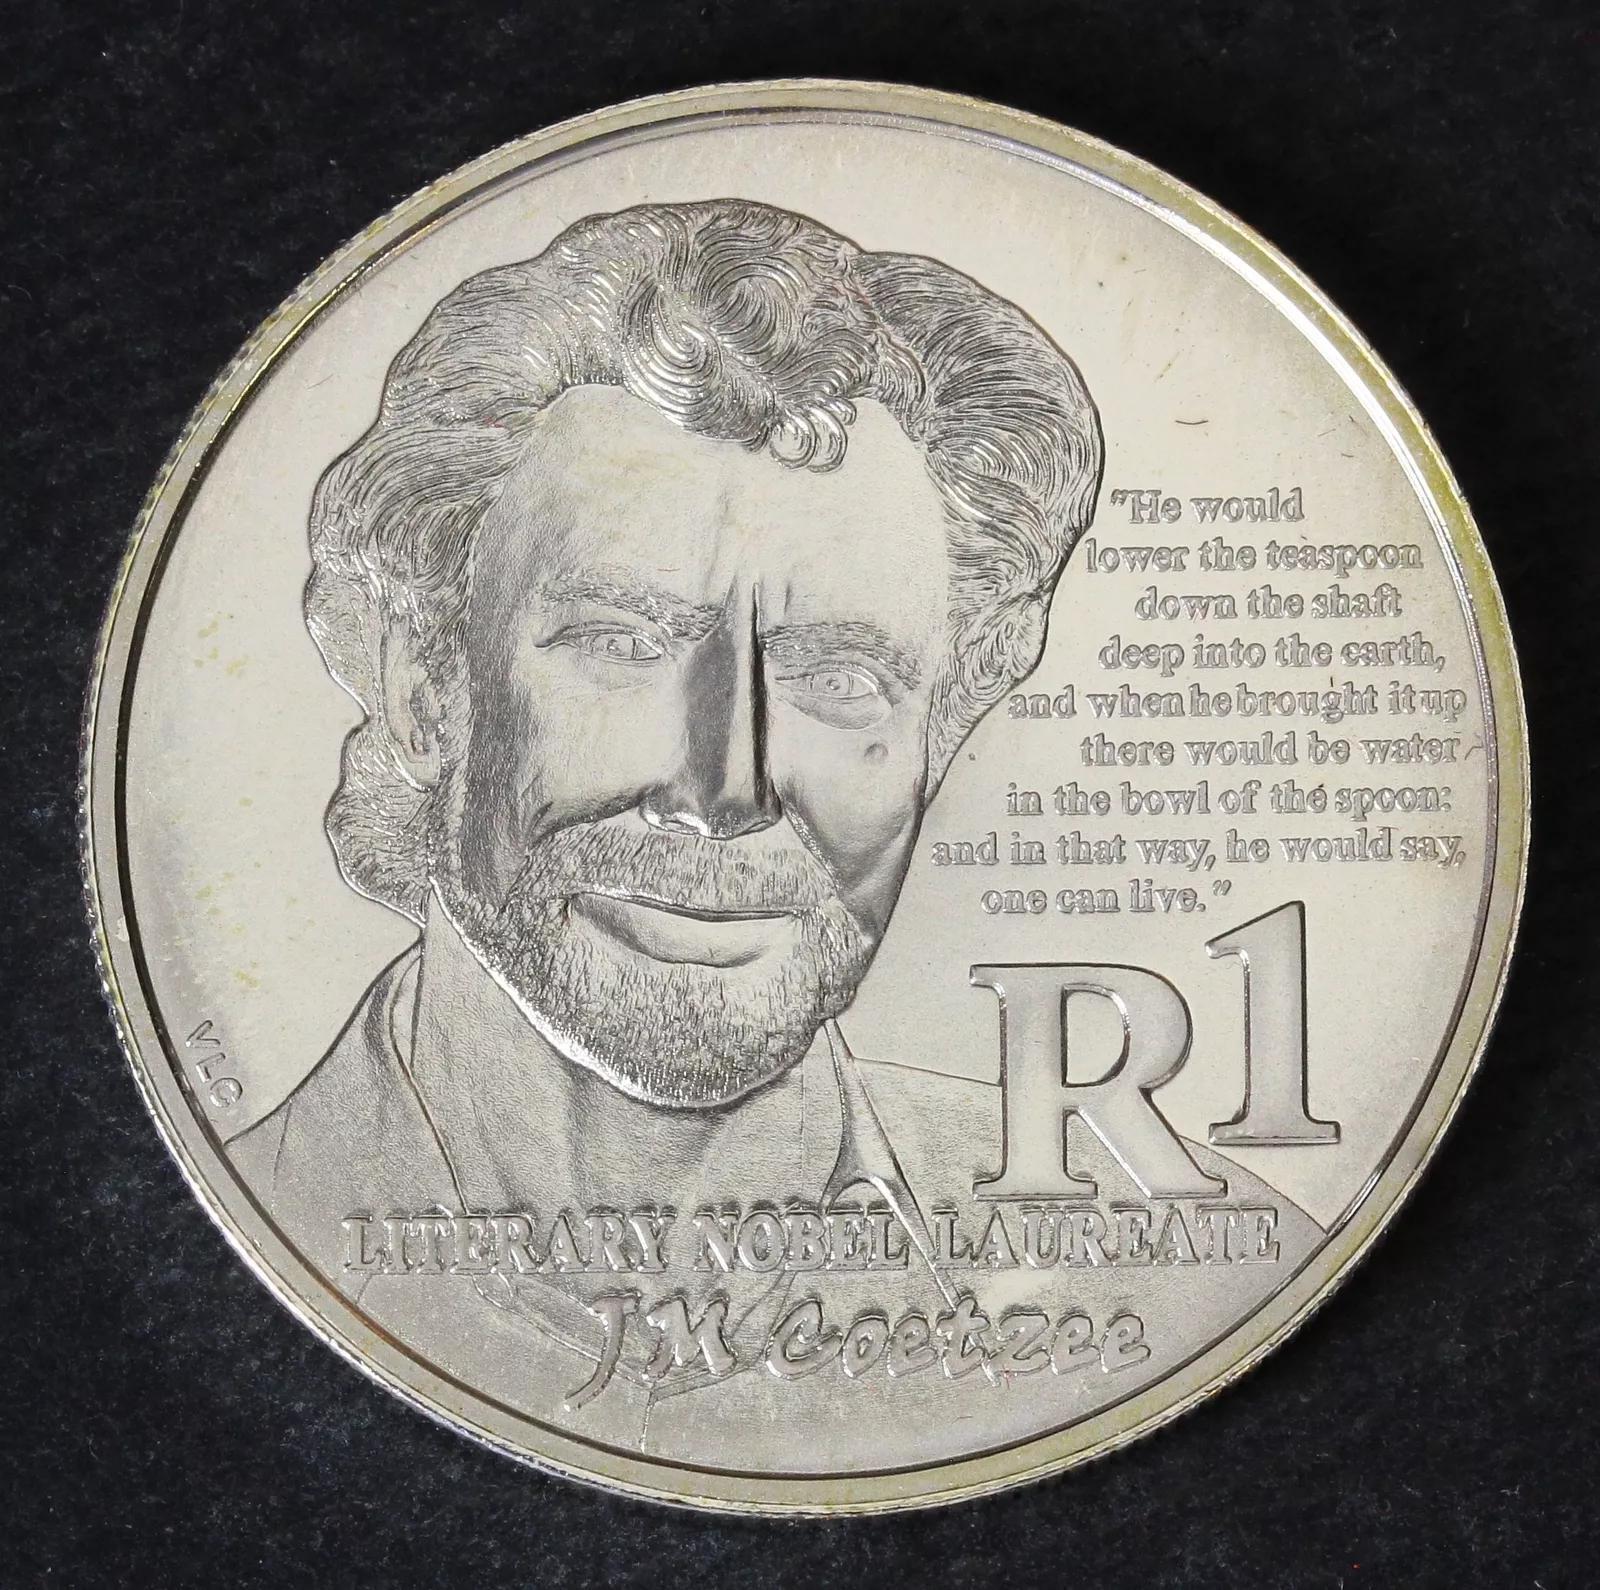 "He would
lower the teaspoon
down the shaft
deep into the earth,
and when he brought it up
there would be water
in the bowl of the spoon:
and in that way, he would say,
one can live."
R1
VLC
LITERARY NOBEL LAUREATE
JM Coetzee